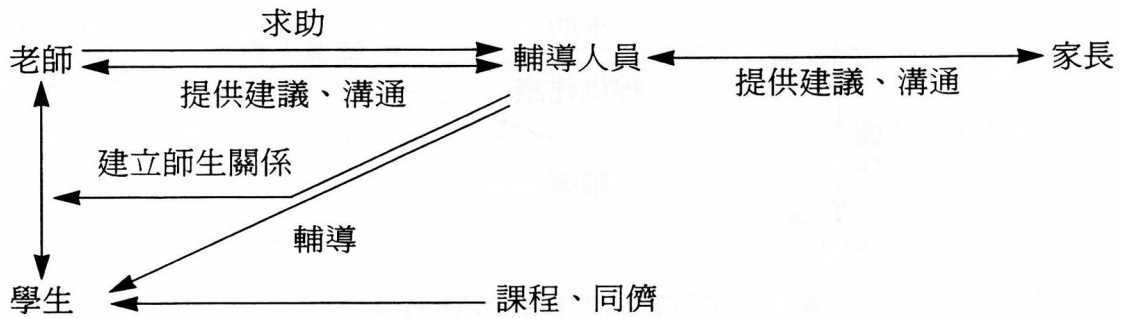 求助
老師
輔導人員
家長
提供建議、溝通
提供建議、溝通
建立師生關係
輔導
學生
課程、同儕